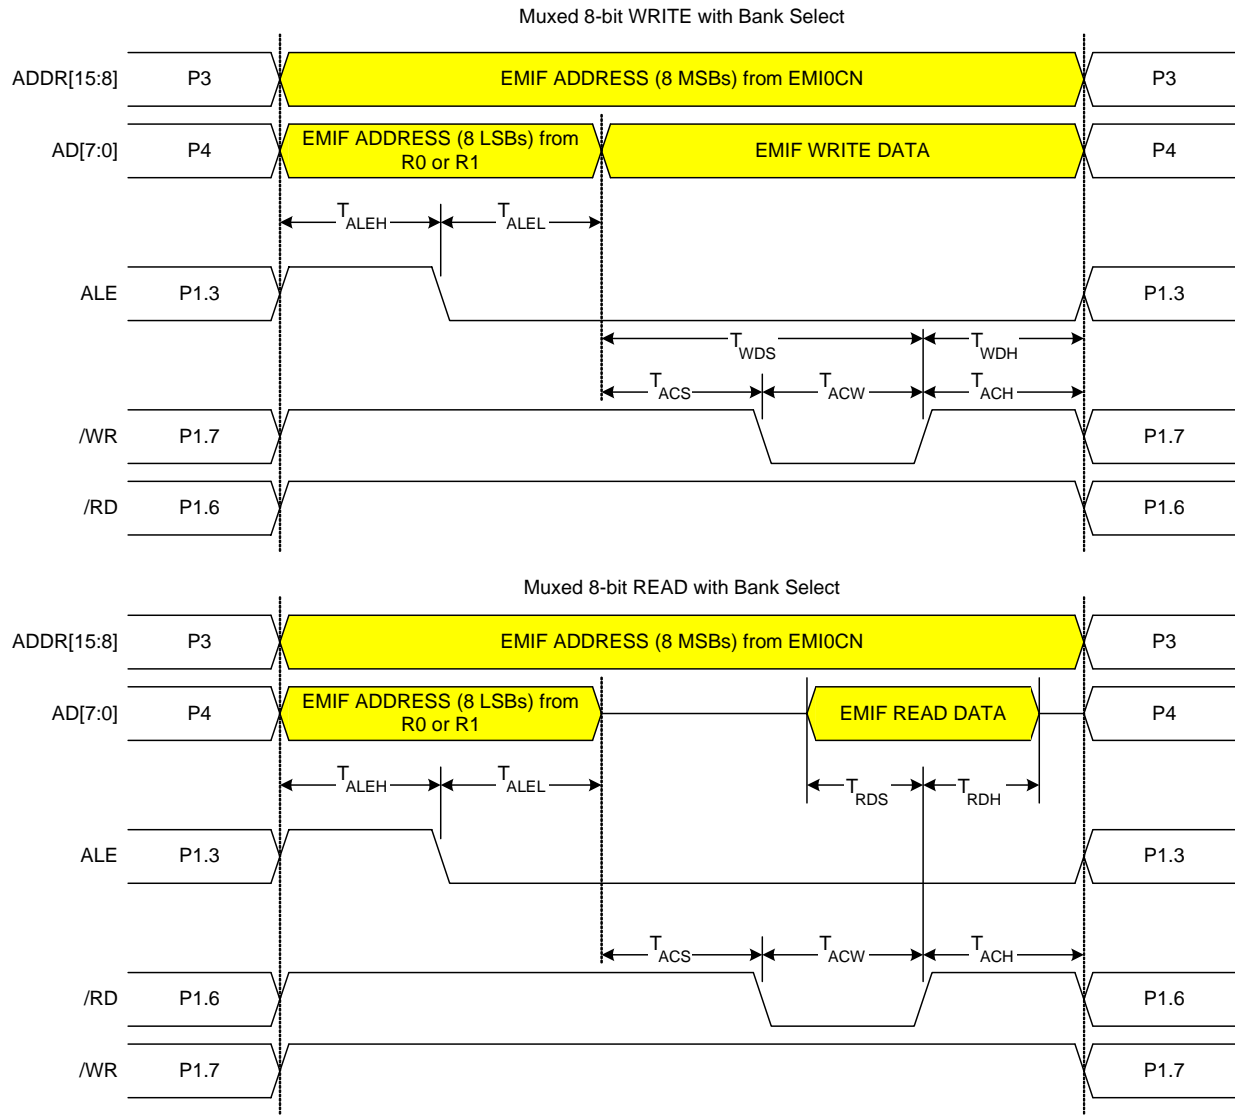 Muxed 8-bit WRITE with Bank Select
ADDR[15:8] P3 EMIF ADDRESS (8 MSBs) from EMI0CN P3
AD[7:0] P4 EMIF ADDRESS (8 LSBs) from
R0 or R1 EMIF WRITE DATA P4
TALEH TALEL
ALE P1.3 P1.3
TWDS TWDH
TACS TACW TACH
/WR P1.7 P1.7
/RD P1.6 P1.6
Muxed 8-bit READ with Bank Select
ADDR[15:8] P3 EMIF ADDRESS (8 MSBs) from EMI0CN P3
AD[7:0] P4 EMIF ADDRESS (8 LSBs) from
R0 or R1 EMIF READ DATA P4
TALEH TALEL TRDS TRDH
ALE P1.3 P1.3
TACS TACW TACH
/RD P1.6 P1.6
/WR P1.7 P1.7